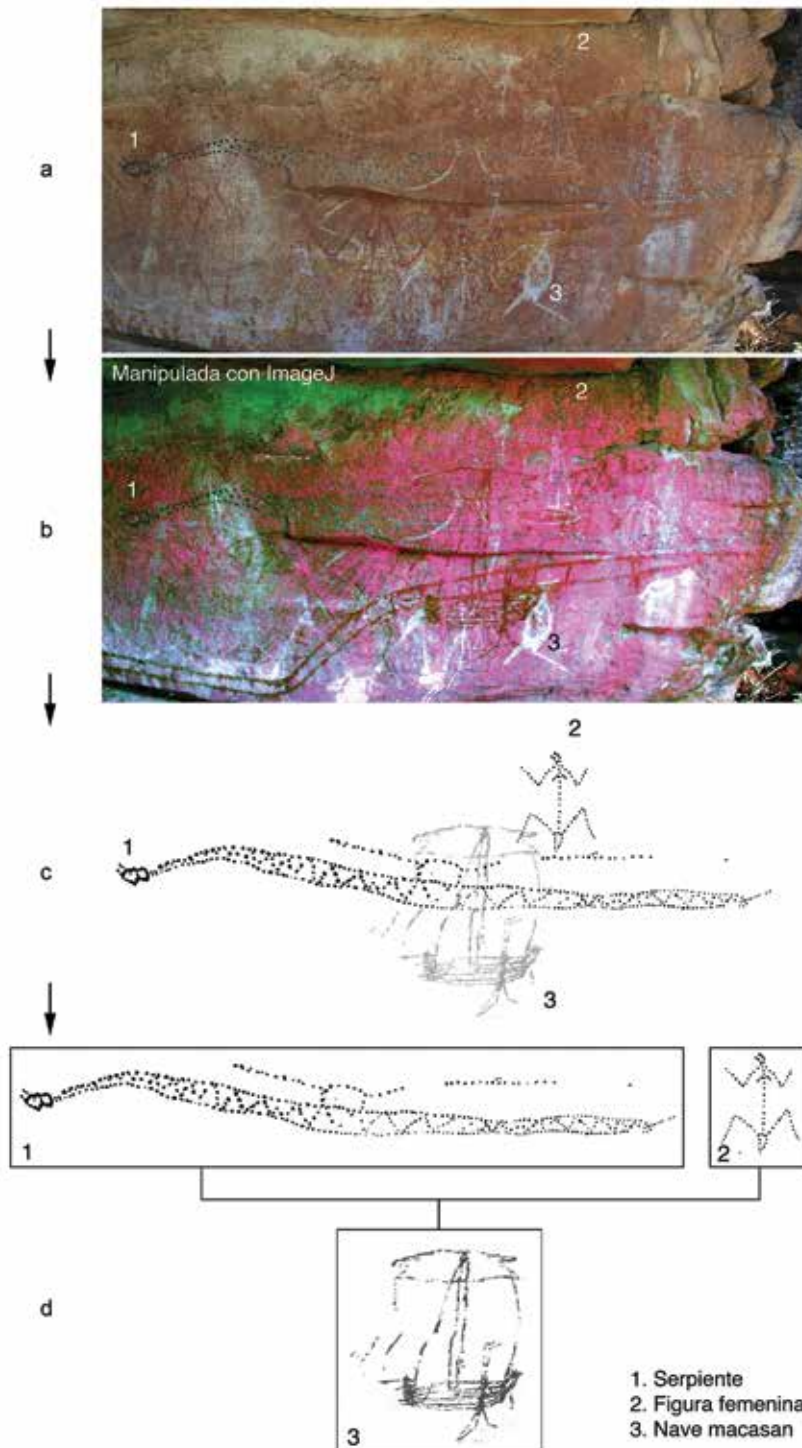 2
1
a
3
Manipulada con ImageJ
2
1
b
3
2
1
c
3
1
2
d
3
1. Serpiente
2. Figura femenina
3. Nave macasan